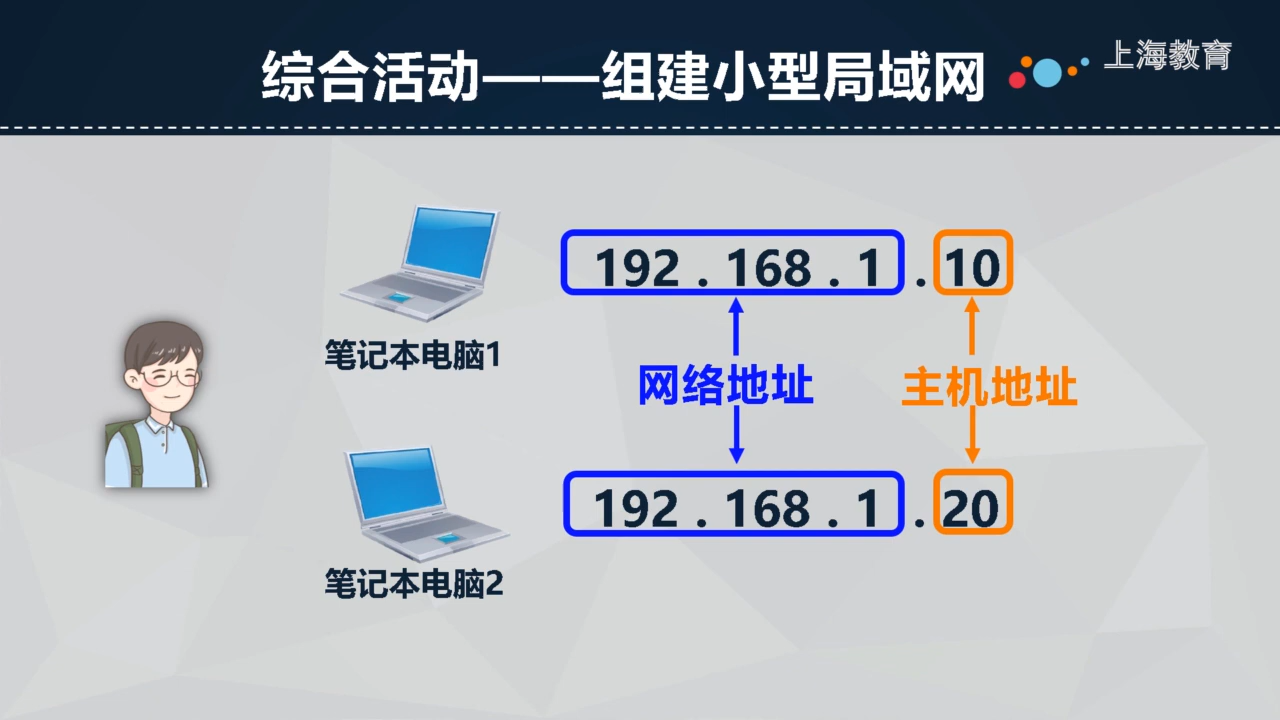 综合活动——组建小型局域网
上海教育
192 . 168 . 1 . 10
笔记本电脑1
网络地址
主机地址
192 . 168 . 1 . 20
笔记本电脑2